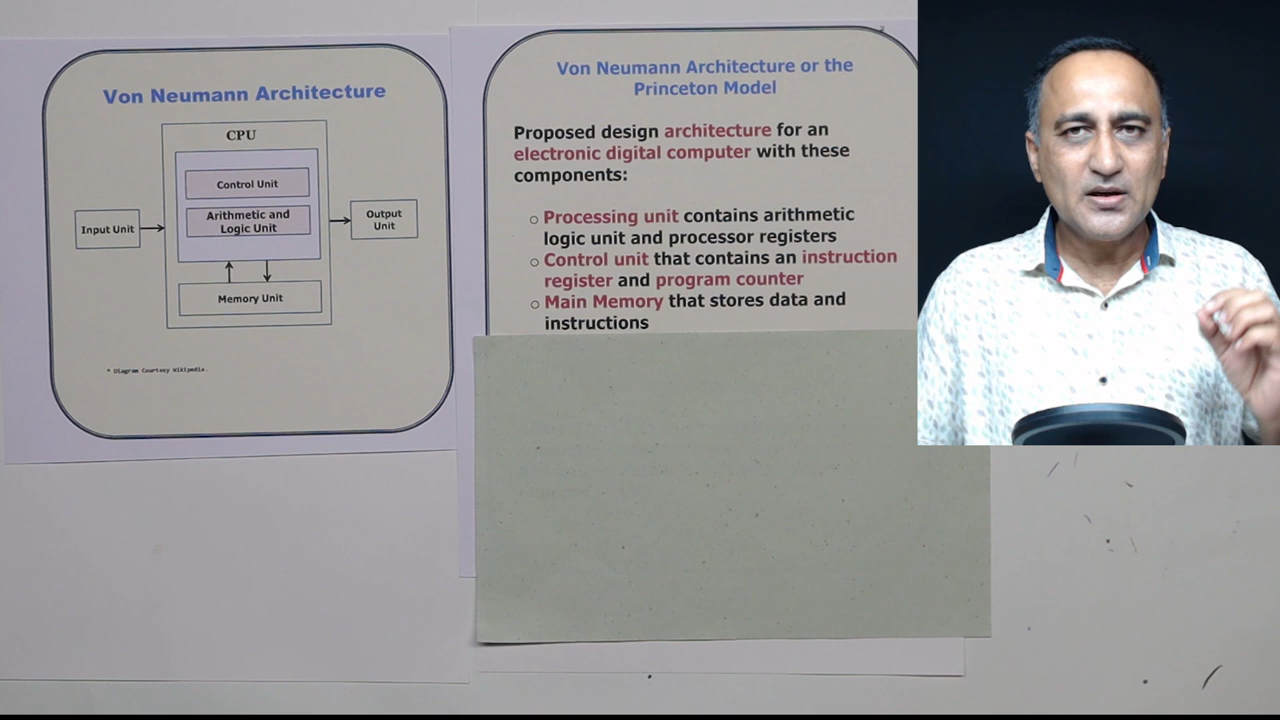 Von Neumann Architecture
CPU
Control Unit
Arithmetic and
Logic Unit
Input Unit
Output
Unit
Memory Unit
* Diagram Courtesy Wikipedia.
Von Neumann Architecture or the
Princeton Model
Proposed design architecture for an
electronic digital computer with these
components:
○ Processing unit contains arithmetic
logic unit and processor registers
○ Control unit that contains an instruction
register and program counter
○ Main Memory that stores data and
instructions